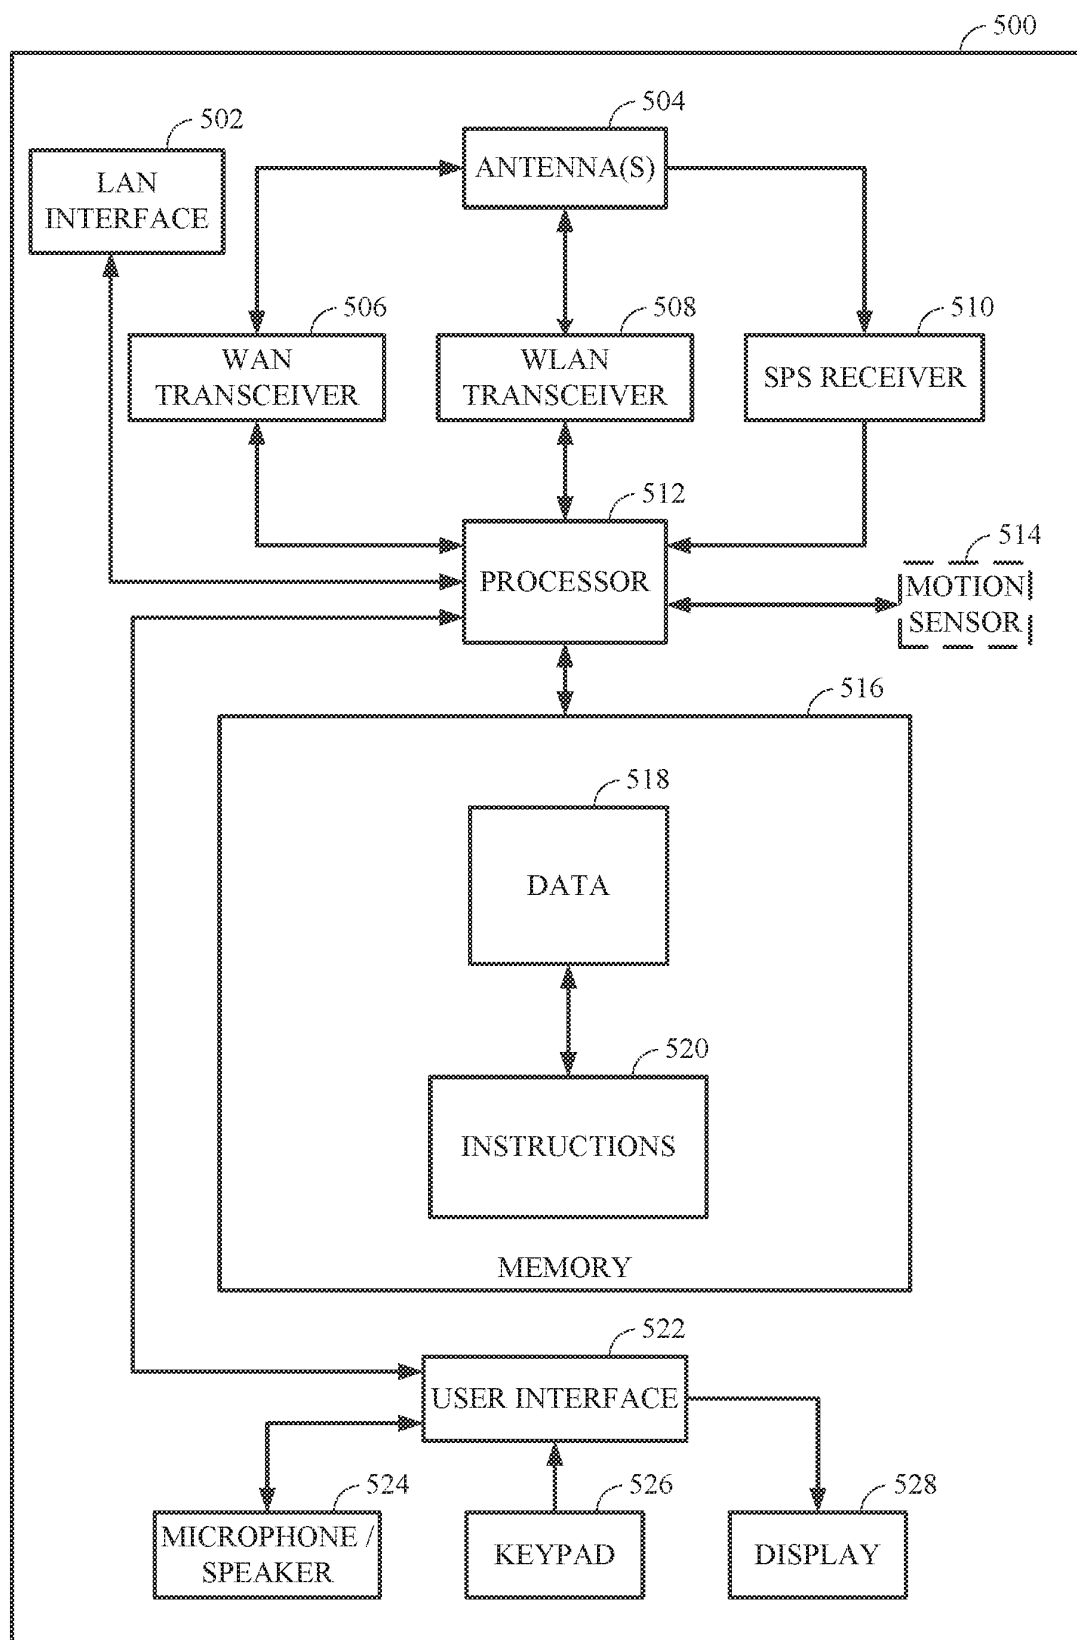 500
502
504
LAN
INTERFACE
ANTENNA(S)
506
508
510
WAN
TRANSCEIVER
WLAN
TRANSCEIVER
SPS RECEIVER
512
514
PROCESSOR
MOTION
SENSOR
516
518
DATA
520
INSTRUCTIONS
MEMORY
522
USER INTERFACE
524
526
528
MICROPHONE /
SPEAKER
KEYPAD
DISPLAY